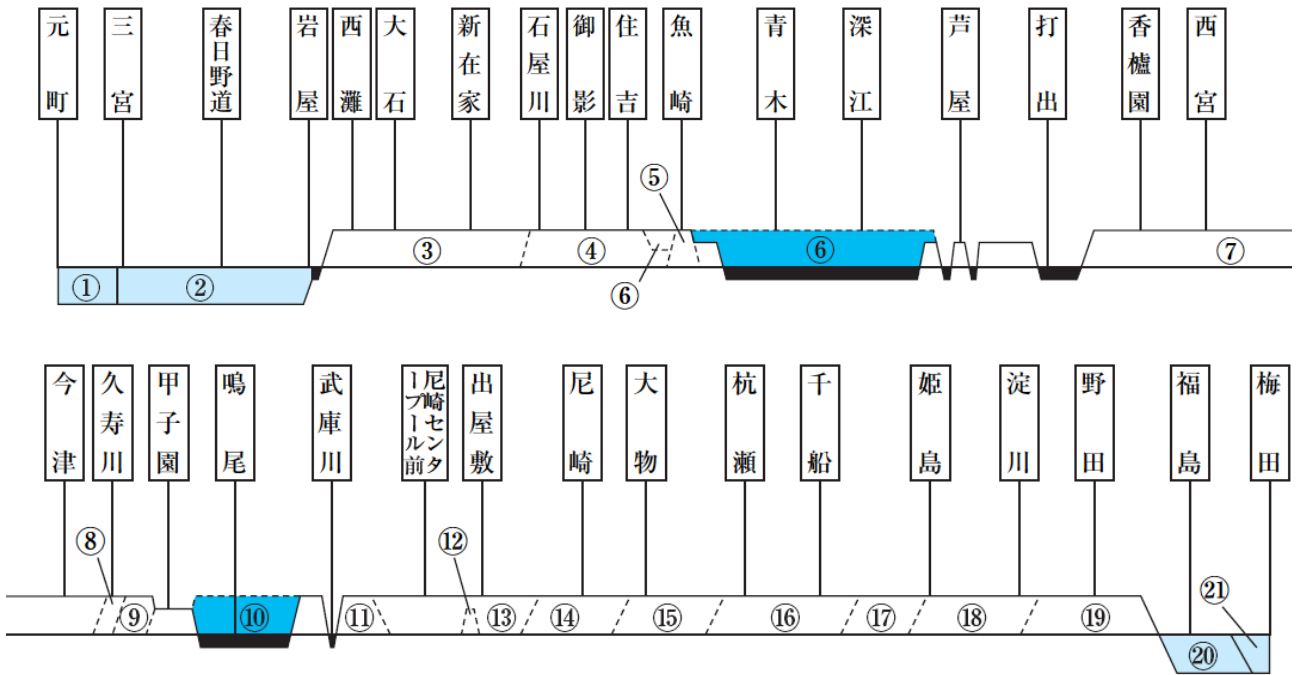 元町
三宮
春日野道
岩屋
西灘
大石
新在家
石屋川
御影
住吉
魚崎
青木
深江
芦屋
打出
香櫨園
西宮
⑤
③
④
⑥
⑦
①
②
⑥
今津
久寿川
甲子園
鳴尾
武庫川
尼崎センタ
ープール前
出屋敷
尼崎
大物
杭瀬
千船
姫島
淀川
野田
福島
梅田
⑧
⑫
㉑
⑨
⑩
⑪
⑬
⑭
⑮
⑯
⑰
⑱
⑲
⑳